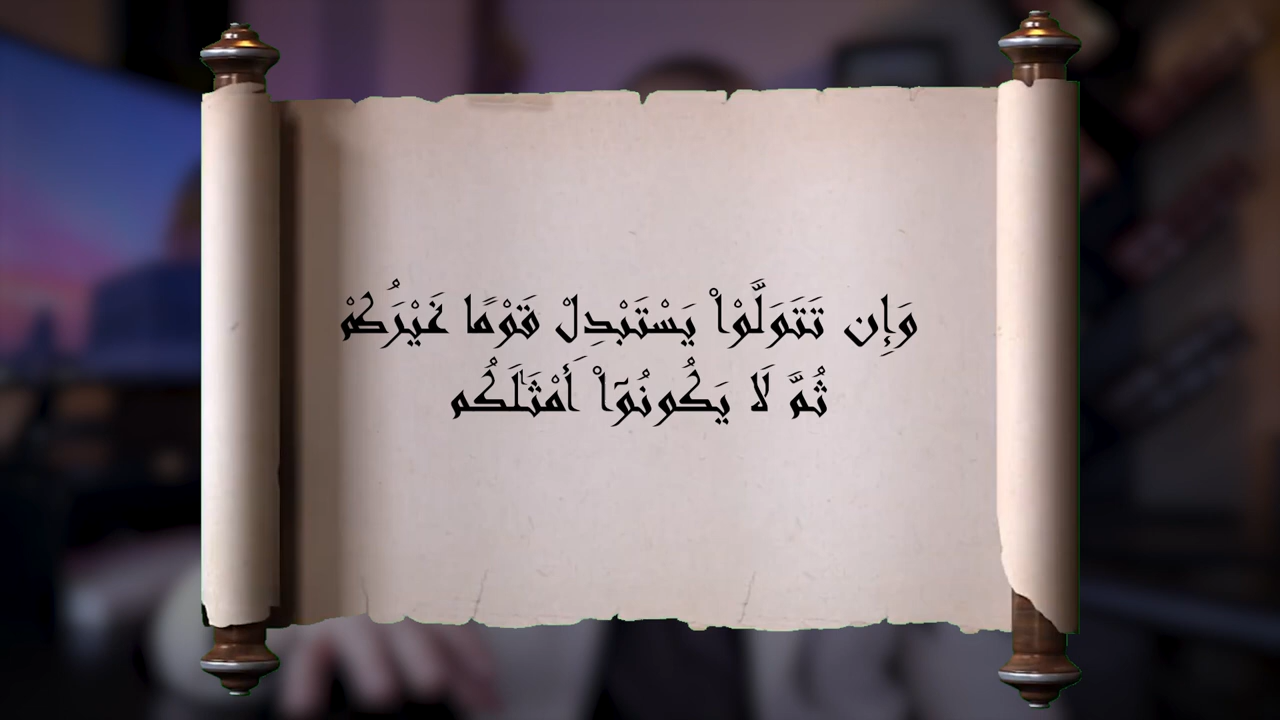 وَإِن تَتَوَلَّوْا۟ يَسْتَبْدِلْ قَوْمًا غَيْرَكُمْ
ثُمَّ لَا يَكُونُوٓا۟ أَمْثَـٰلَكُم